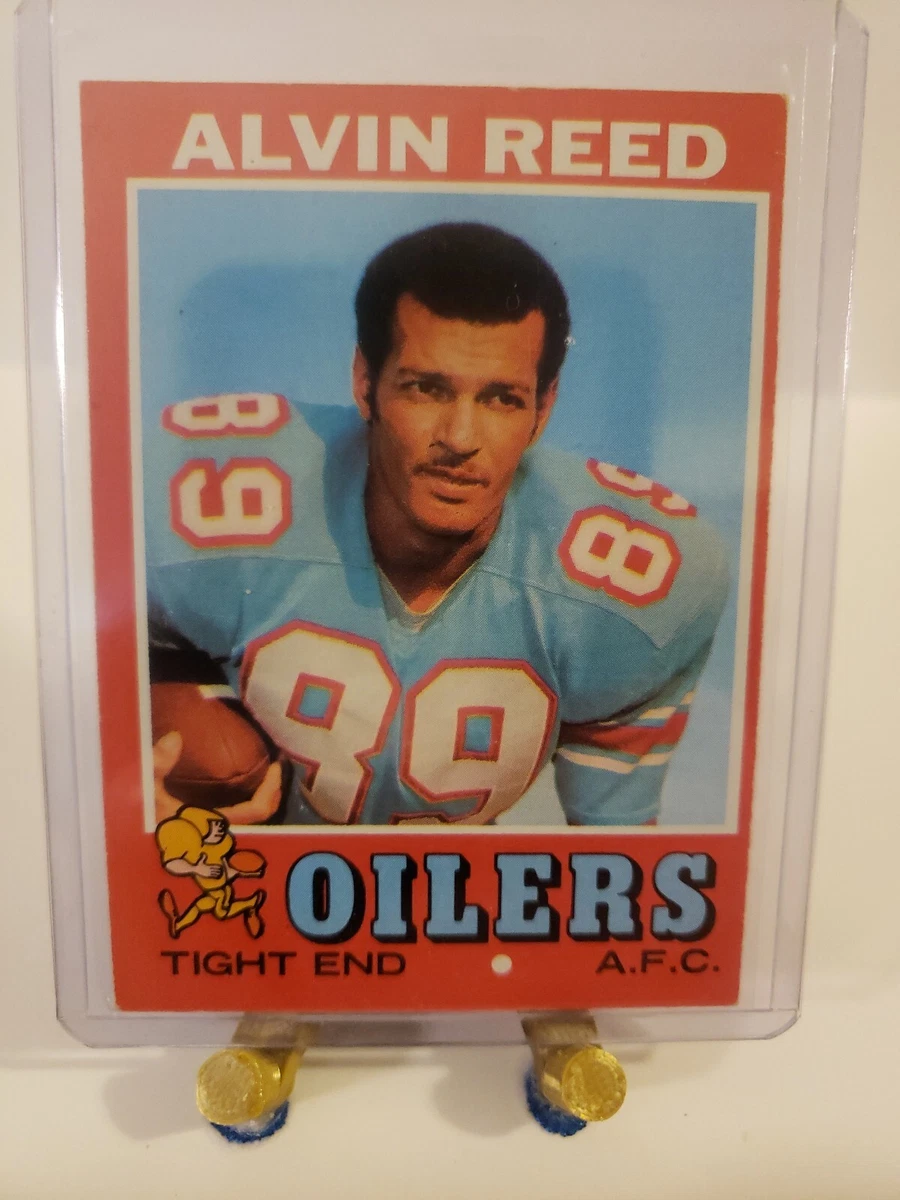 ALVIN REED
89
89
89
OILERS
TIGHT END A.F.C.